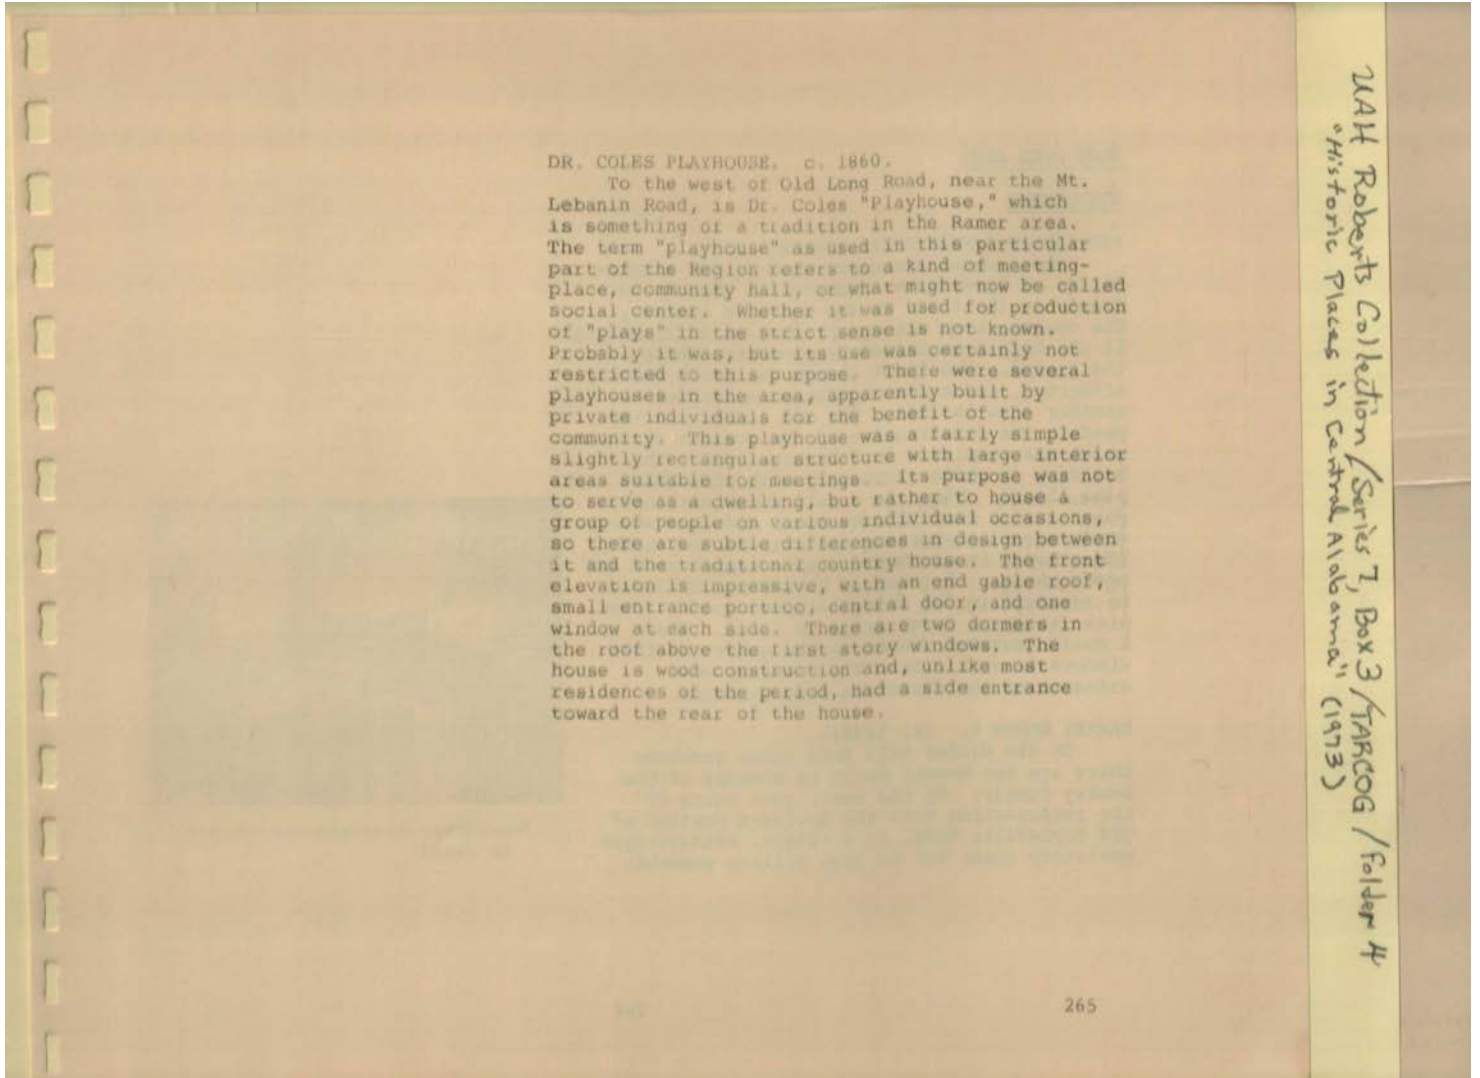 DR. COLES PLAYHOUSE. c. 1860.
To the west of Old Long Road, near the Mt.
Lebanin Road, is Dr. Coles "Playhouse," which
is something of a tradition in the Ramer area.
The term "playhouse" as used in this particular
part of the Region refers to a kind of meeting-
place, community hall, or what might now be called
social center. Whether it was used for production
of "plays" in the strict sense is not known.
Probably it was, but its use was certainly not
restricted to this purpose. There were several
playhouses in the area, apparently built by
private individuals for the benefit of the
community. This playhouse was a fairly simple
slightly rectangular structure with large interior
areas suitable for meetings. Its purpose was not
to serve as a dwelling, but rather to house a
group of people on various individual occasions,
so there are subtle differences in design between
it and the traditional country house. The front
elevation is impressive, with an end gable roof,
small entrance portico, central door, and one
window at each side. There are two dormers in
the roof above the first story windows. The
house is wood construction and, unlike most
residences of the period, had a side entrance
toward the rear of the house.
265
UAH Roberts Collection/Series 7, Box 3/TARCOG/Folder 4
"Historic Places in Central Alabama" (1973)